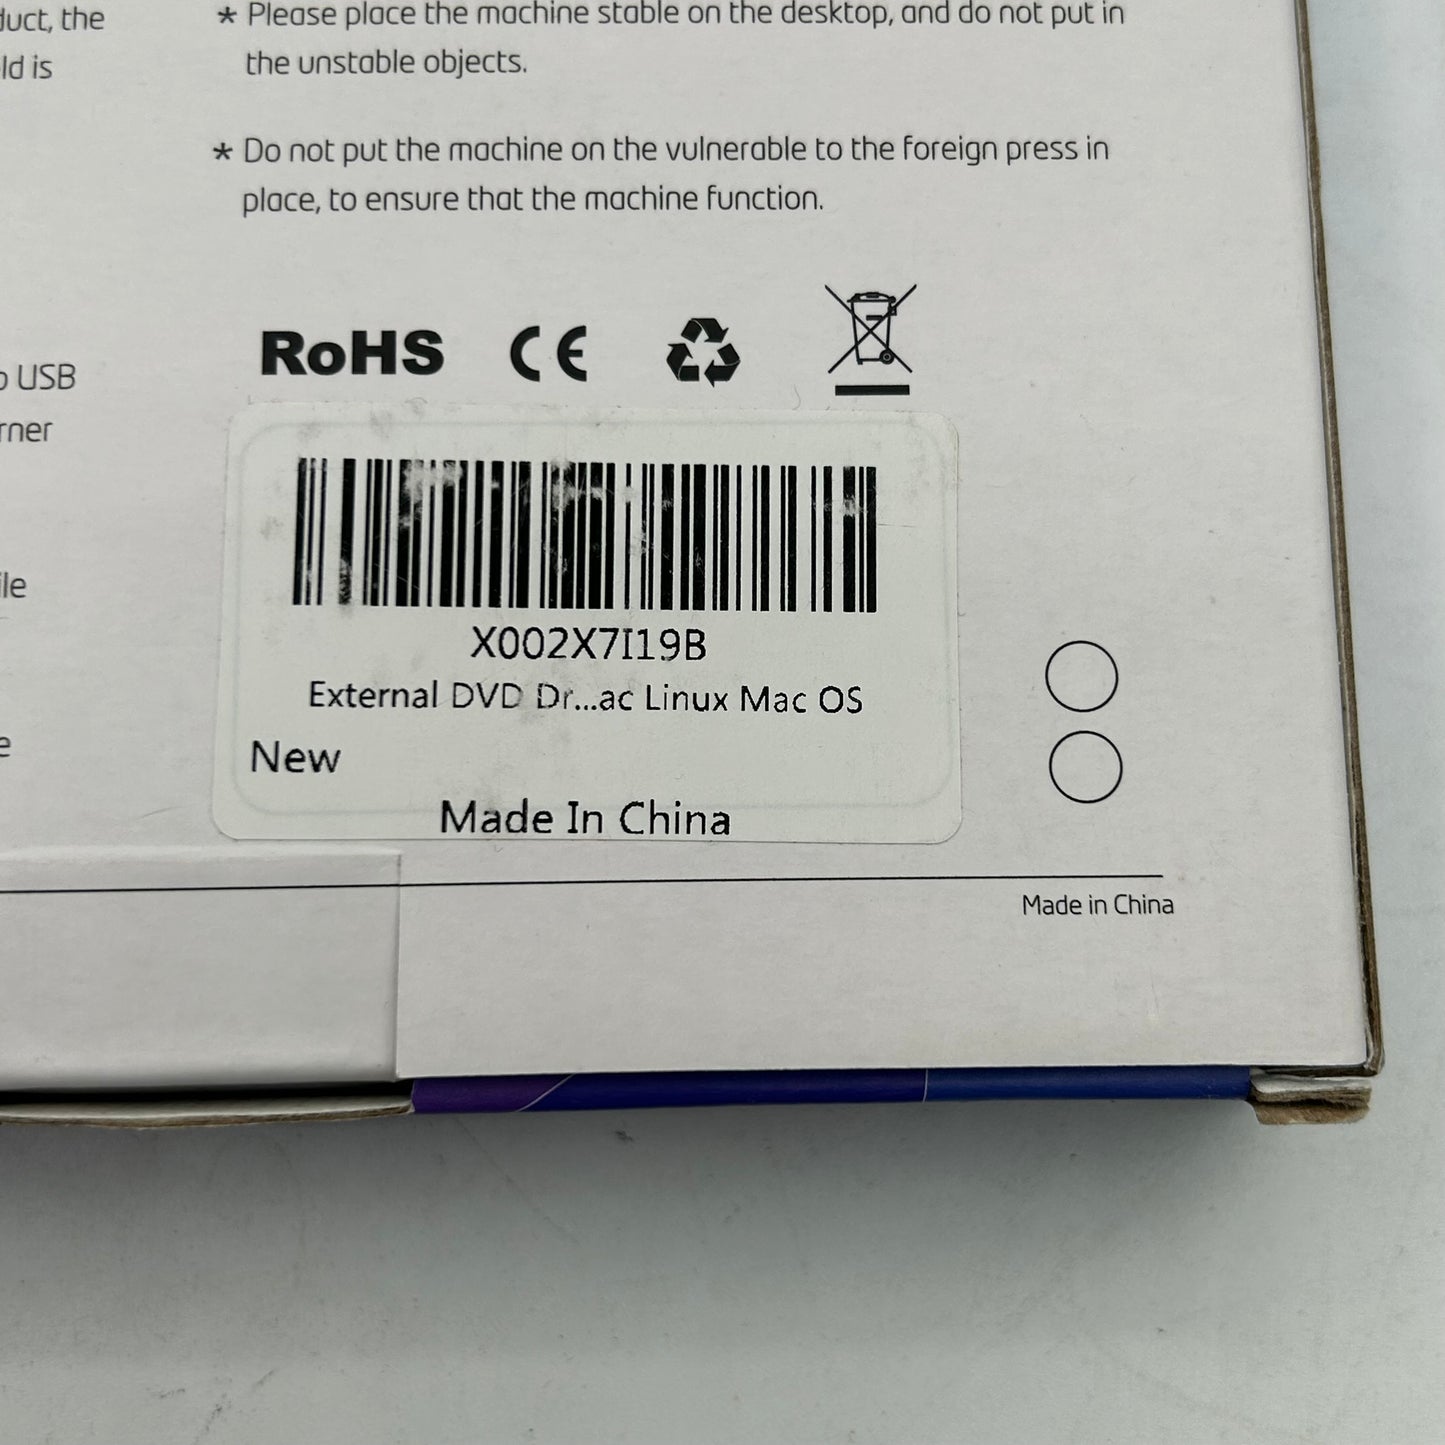 duct, the
ld is
* Please place the machine stable on the desktop, and do not put in
the unstable objects.
* Do not put the machine on the vulnerable to the foreign press in
place, to ensure that the machine function.
RoHS CE
o USB
rner
ile
e
X002X7I19B
External DVD Dr...ac Linux Mac OS
New
Made In China
Made in China